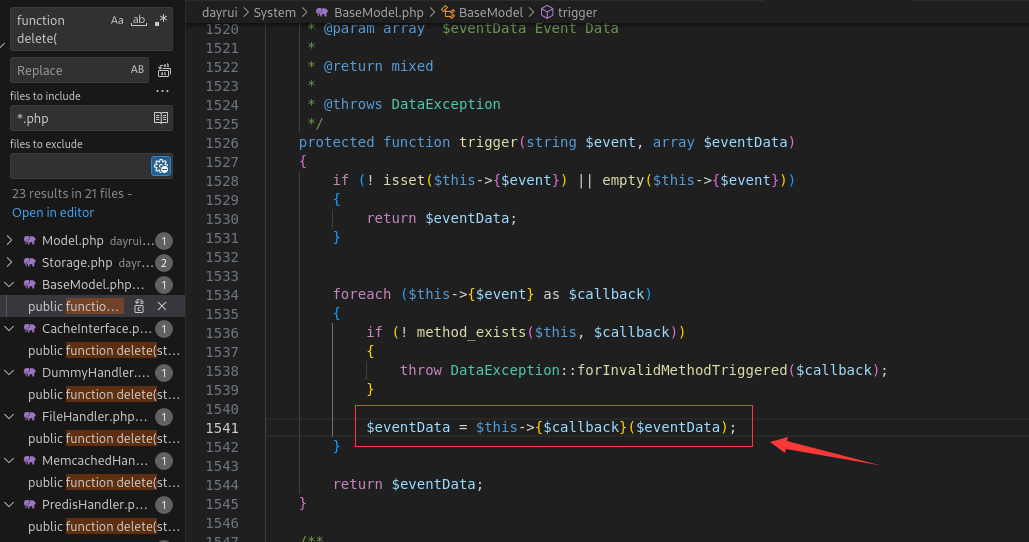 function
delete(
Aa
ab
.*
Replace
AB
files to include
...
*.php
files to exclude
23 results in 21 files -
Open in editor
Model.php dayrui... 1
Storage.php dayr... 2
BaseModel.php... 1
public functio...
CacheInterface.p... 1
public function delete(st...
DummyHandler.... 1
public function delete(st...
FileHandler.php... 1
public function delete(st...
MemcachedHan... 1
public function delete(st...
PredisHandler.p... 1
public function delete(st...
dayrui > System > BaseModel.php > BaseModel > trigger
1520 * @param array $eventData Event Data
1521 *
1522 * @return mixed
1523 *
1524 * @throws DataException
1525 */
1526 protected function trigger(string $event, array $eventData)
1527 {
1528 if (! isset($this->{$event}) || empty($this->{$event}))
1529 {
1530 return $eventData;
1531 }
1532
1533
1534 foreach ($this->{$event} as $callback)
1535 {
1536 if (! method_exists($this, $callback))
1537 {
1538 throw DataException::forInvalidMethodTriggered($callback);
1539 }
1540
1541 $eventData = $this->{$callback}($eventData);
1542 }
1543
1544 return $eventData;
1545 }
1546
1547 /**